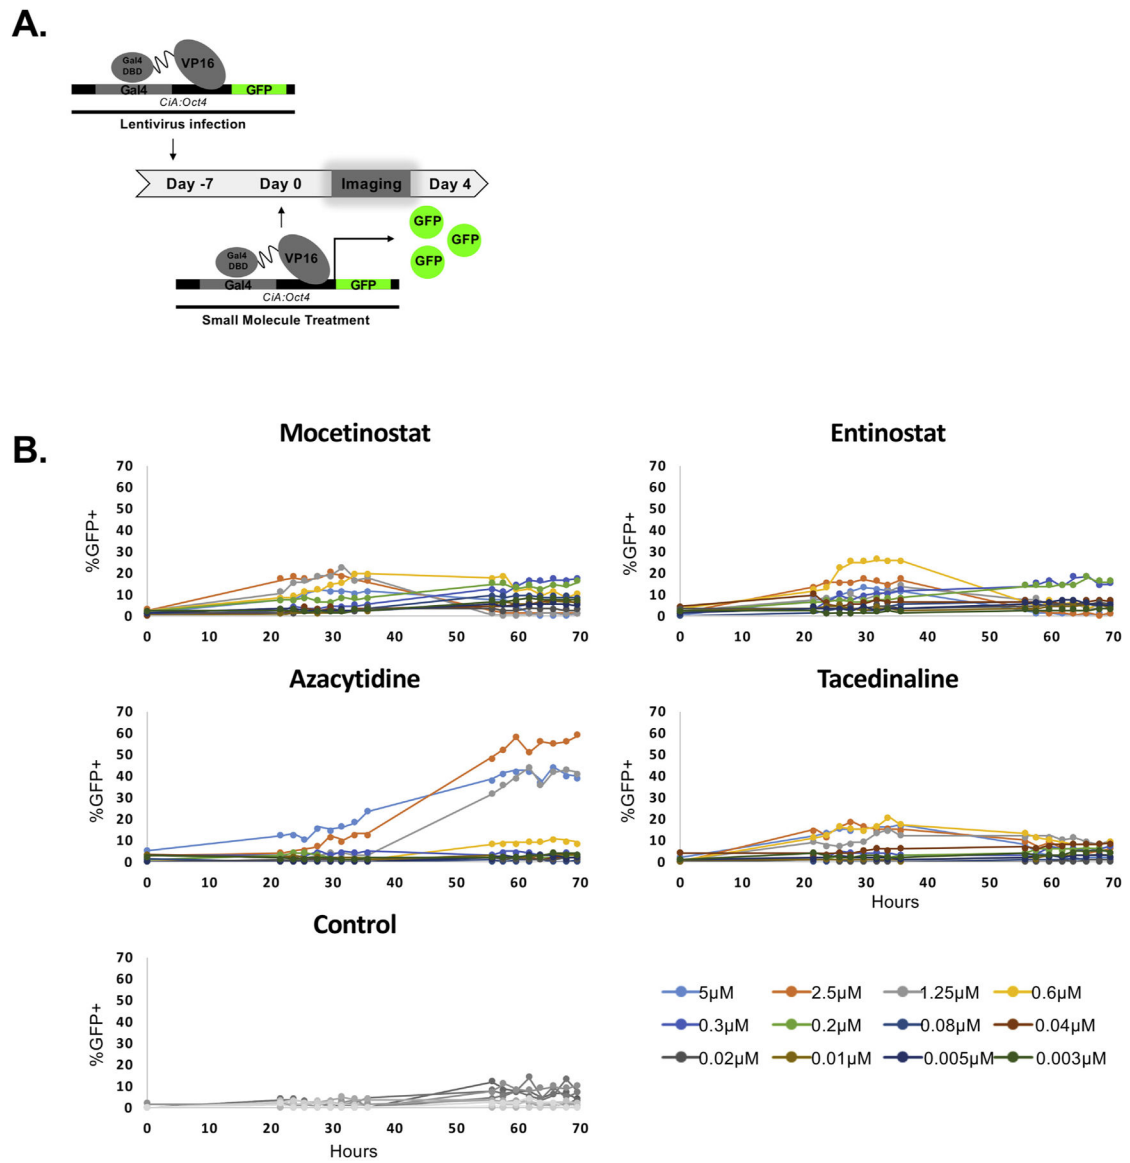 A.
Gal4
DBD
VP16
Gal4
GFP
CiA:Oct4
Lentivirus infection
Day -7
Day 0
Imaging
Day 4
GFP
GFP
GFP
Gal4
DBD
VP16
Gal4
GFP
CiA:Oct4
Small Molecule Treatment
B.
Mocetinostat
%GFP+
70
60
50
40
30
20
10
0
0 10 20 30 40 50 60 70
Entinostat
%GFP+
70
60
50
40
30
20
10
0
0 10 20 30 40 50 60 70
Azacytidine
%GFP+
70
60
50
40
30
20
10
0
0 10 20 30 40 50 60 70
Tacedinaline
%GFP+
70
60
50
40
30
20
10
0
0 10 20 30 40 50 60 70
Hours
Control
%GFP+
70
60
50
40
30
20
10
0
0 10 20 30 40 50 60 70
Hours
5µM 2.5µM 1.25µM 0.6µM
0.3µM 0.2µM 0.08µM 0.04µM
0.02µM 0.01µM 0.005µM 0.003µM